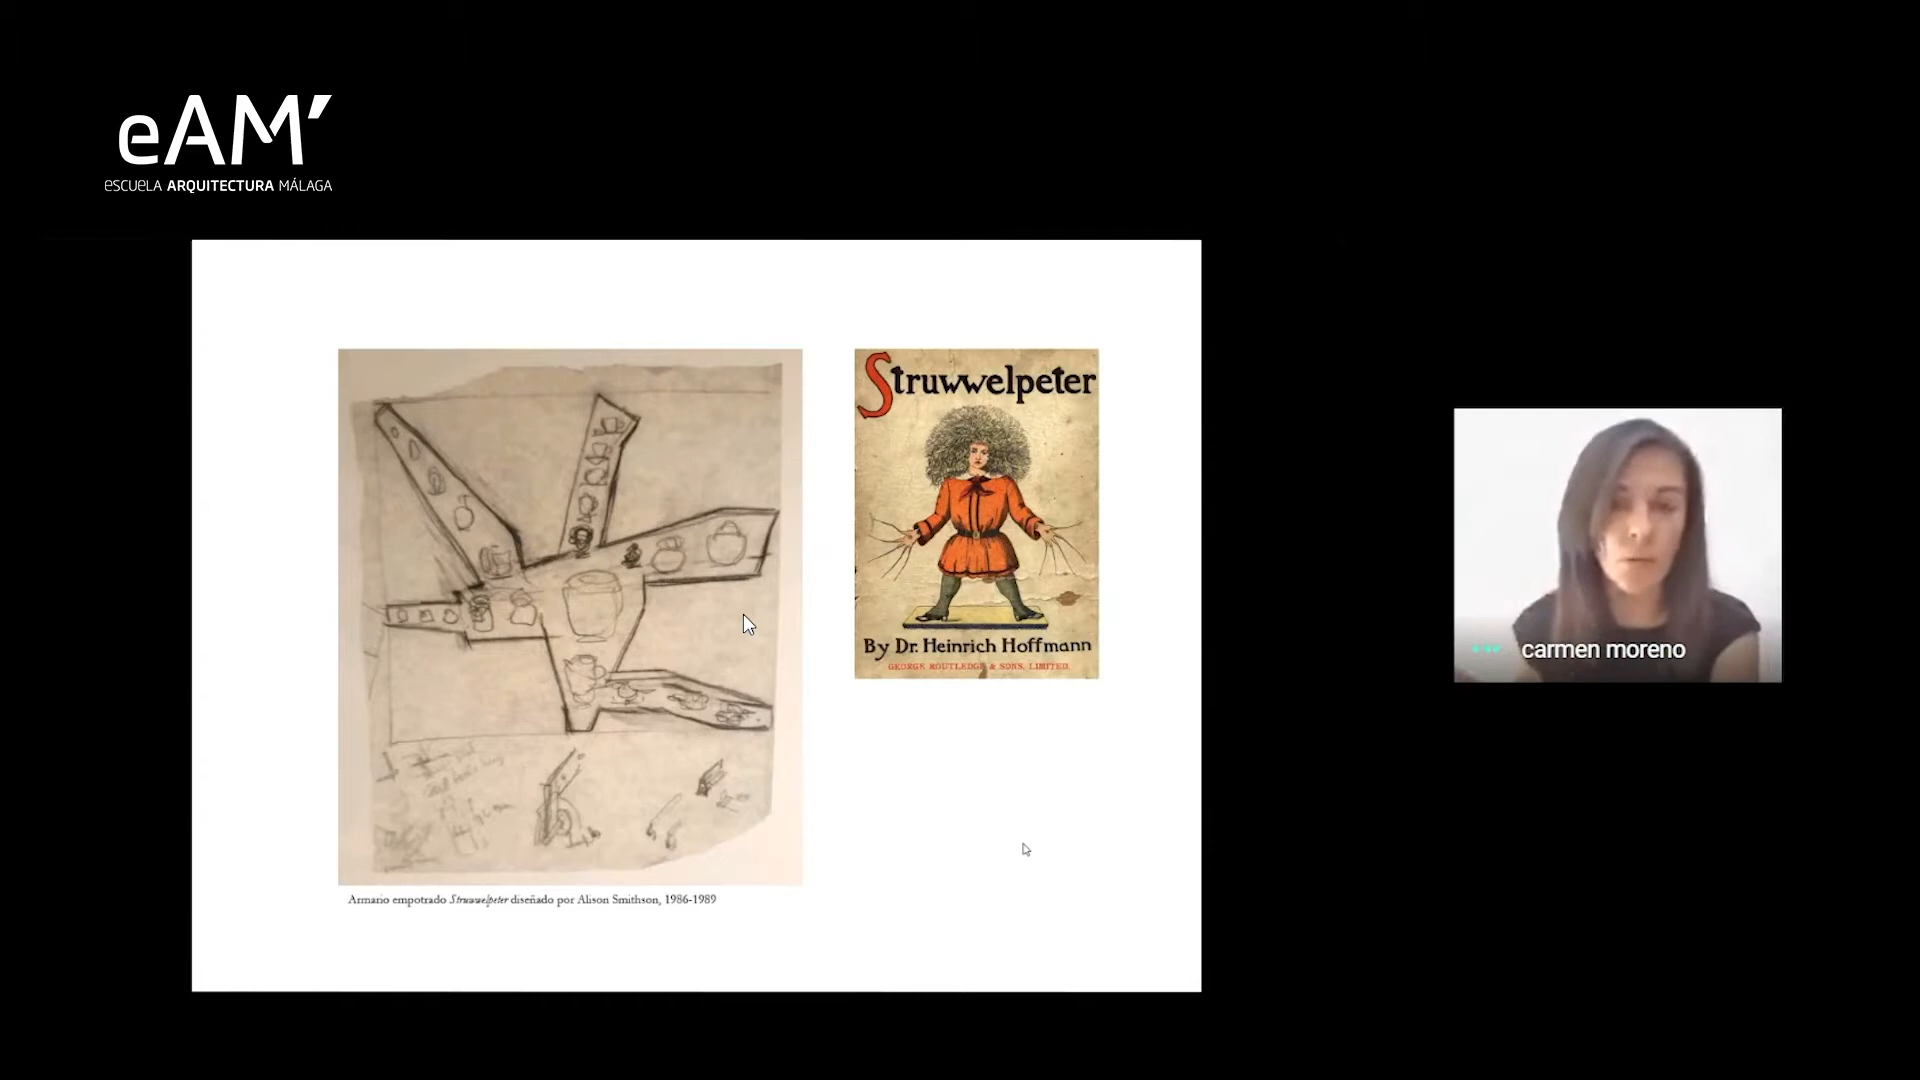 eAM'
ESCUELA ARQUITECTURA MÁLAGA
Struwwelpeter
By Dr. Heinrich Hoffmann
GEORGE ROUTLEDGE & SONS, LIMITED.
Armario empotrado Struwwelpeter diseñado por Alison Smithson, 1986-1989
carmen moreno